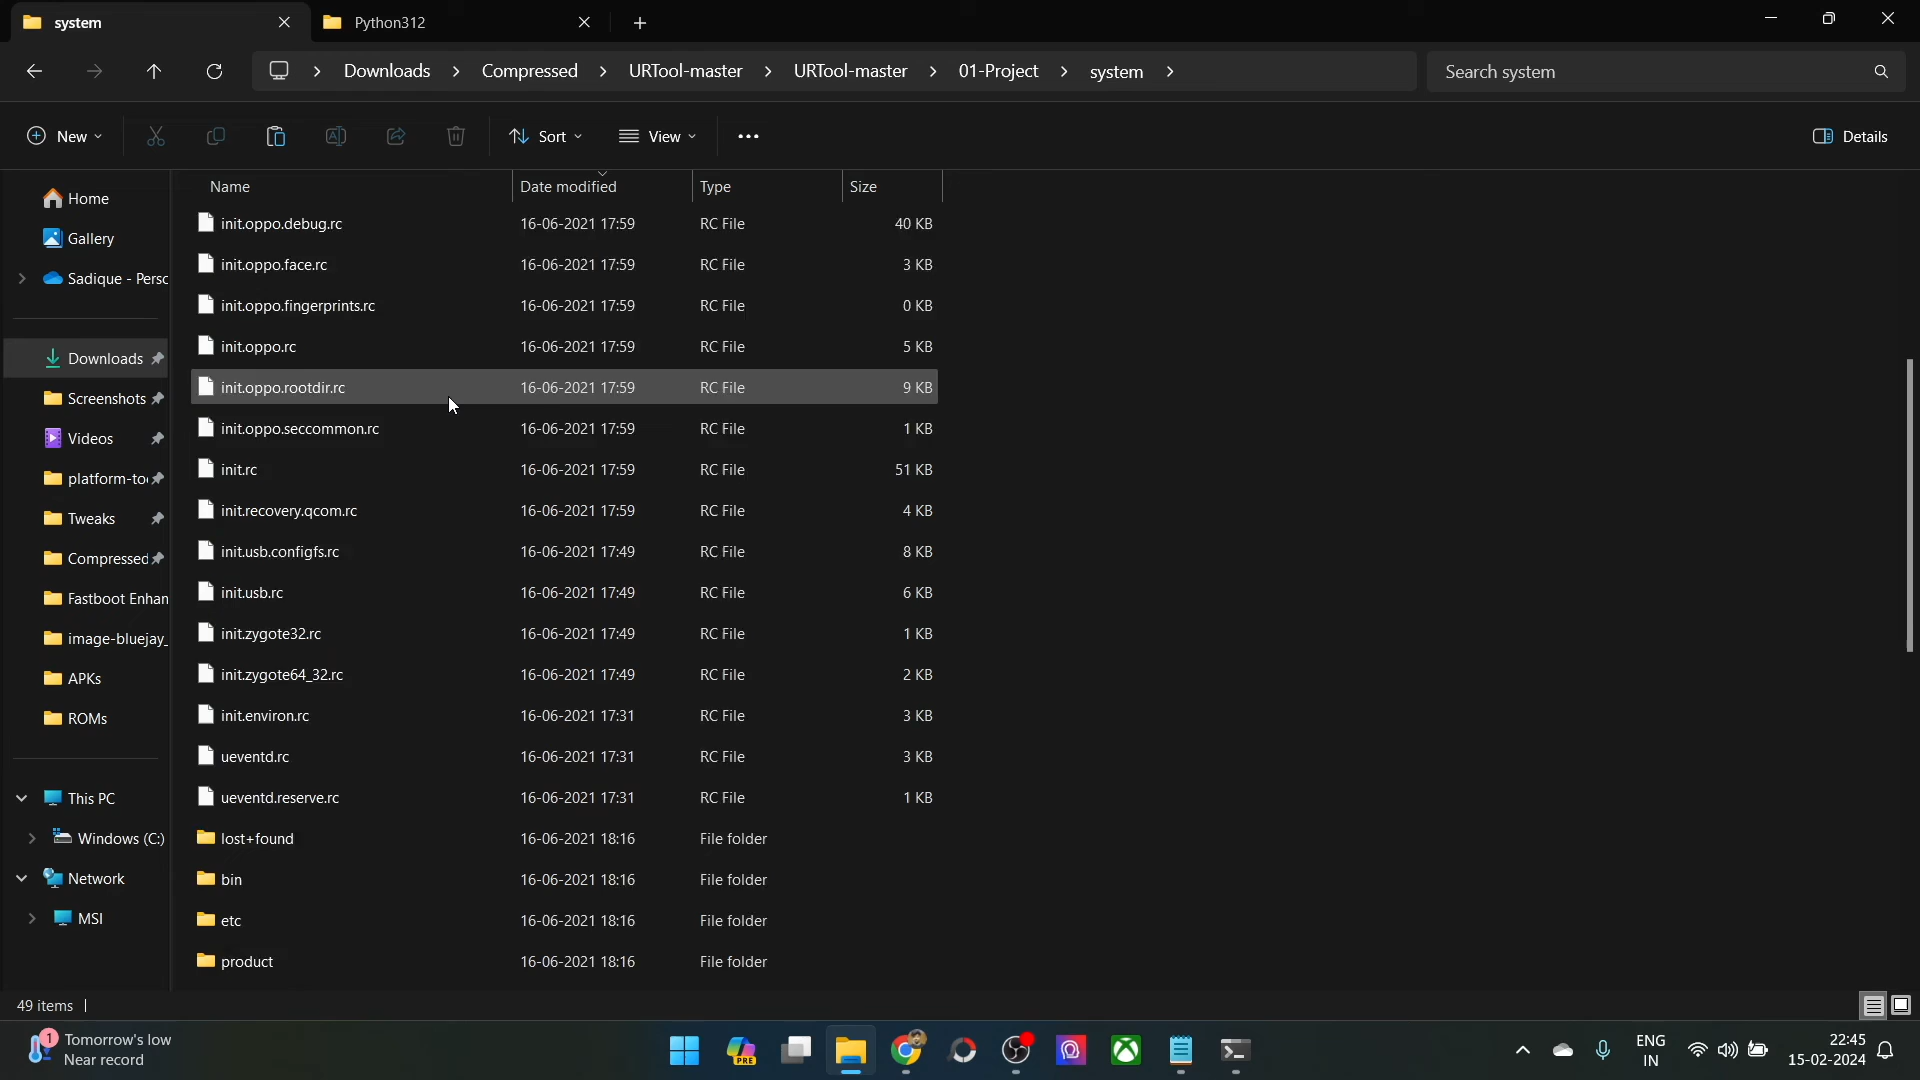 system
Python312
Downloads
Compressed
URTool-master
URTool-master
01-Project
system
Search system
New
Sort
View
Details
Home
Gallery
Sadique - Persc
Downloads
Screenshots
Videos
platform-to
Tweaks
Compressed
Fastboot Enhan
image-bluejay_
APKs
ROMs
This PC
Windows (C:)
Network
MSI
Name Date modified Type Size
init.oppo.debug.rc 16-06-2021 17:59 RC File 40 KB
init.oppo.face.rc 16-06-2021 17:59 RC File 3 KB
init.oppo.fingerprints.rc 16-06-2021 17:59 RC File 0 KB
init.oppo.rc 16-06-2021 17:59 RC File 5 KB
init.oppo.rootdir.rc 16-06-2021 17:59 RC File 9 KB
init.oppo.seccommon.rc 16-06-2021 17:59 RC File 1 KB
init.rc 16-06-2021 17:59 RC File 51 KB
init.recovery.qcom.rc 16-06-2021 17:59 RC File 4 KB
init.usb.configfs.rc 16-06-2021 17:49 RC File 8 KB
init.usb.rc 16-06-2021 17:49 RC File 6 KB
init.zygote32.rc 16-06-2021 17:49 RC File 1 KB
init.zygote64_32.rc 16-06-2021 17:49 RC File 2 KB
init.environ.rc 16-06-2021 17:31 RC File 3 KB
ueventd.rc 16-06-2021 17:31 RC File 3 KB
ueventd.reserve.rc 16-06-2021 17:31 RC File 1 KB
lost+found 16-06-2021 18:16 File folder
bin 16-06-2021 18:16 File folder
etc 16-06-2021 18:16 File folder
product 16-06-2021 18:16 File folder
49 items
1
Tomorrow's low
Near record
PRE
ENG
IN
22:45
15-02-2024